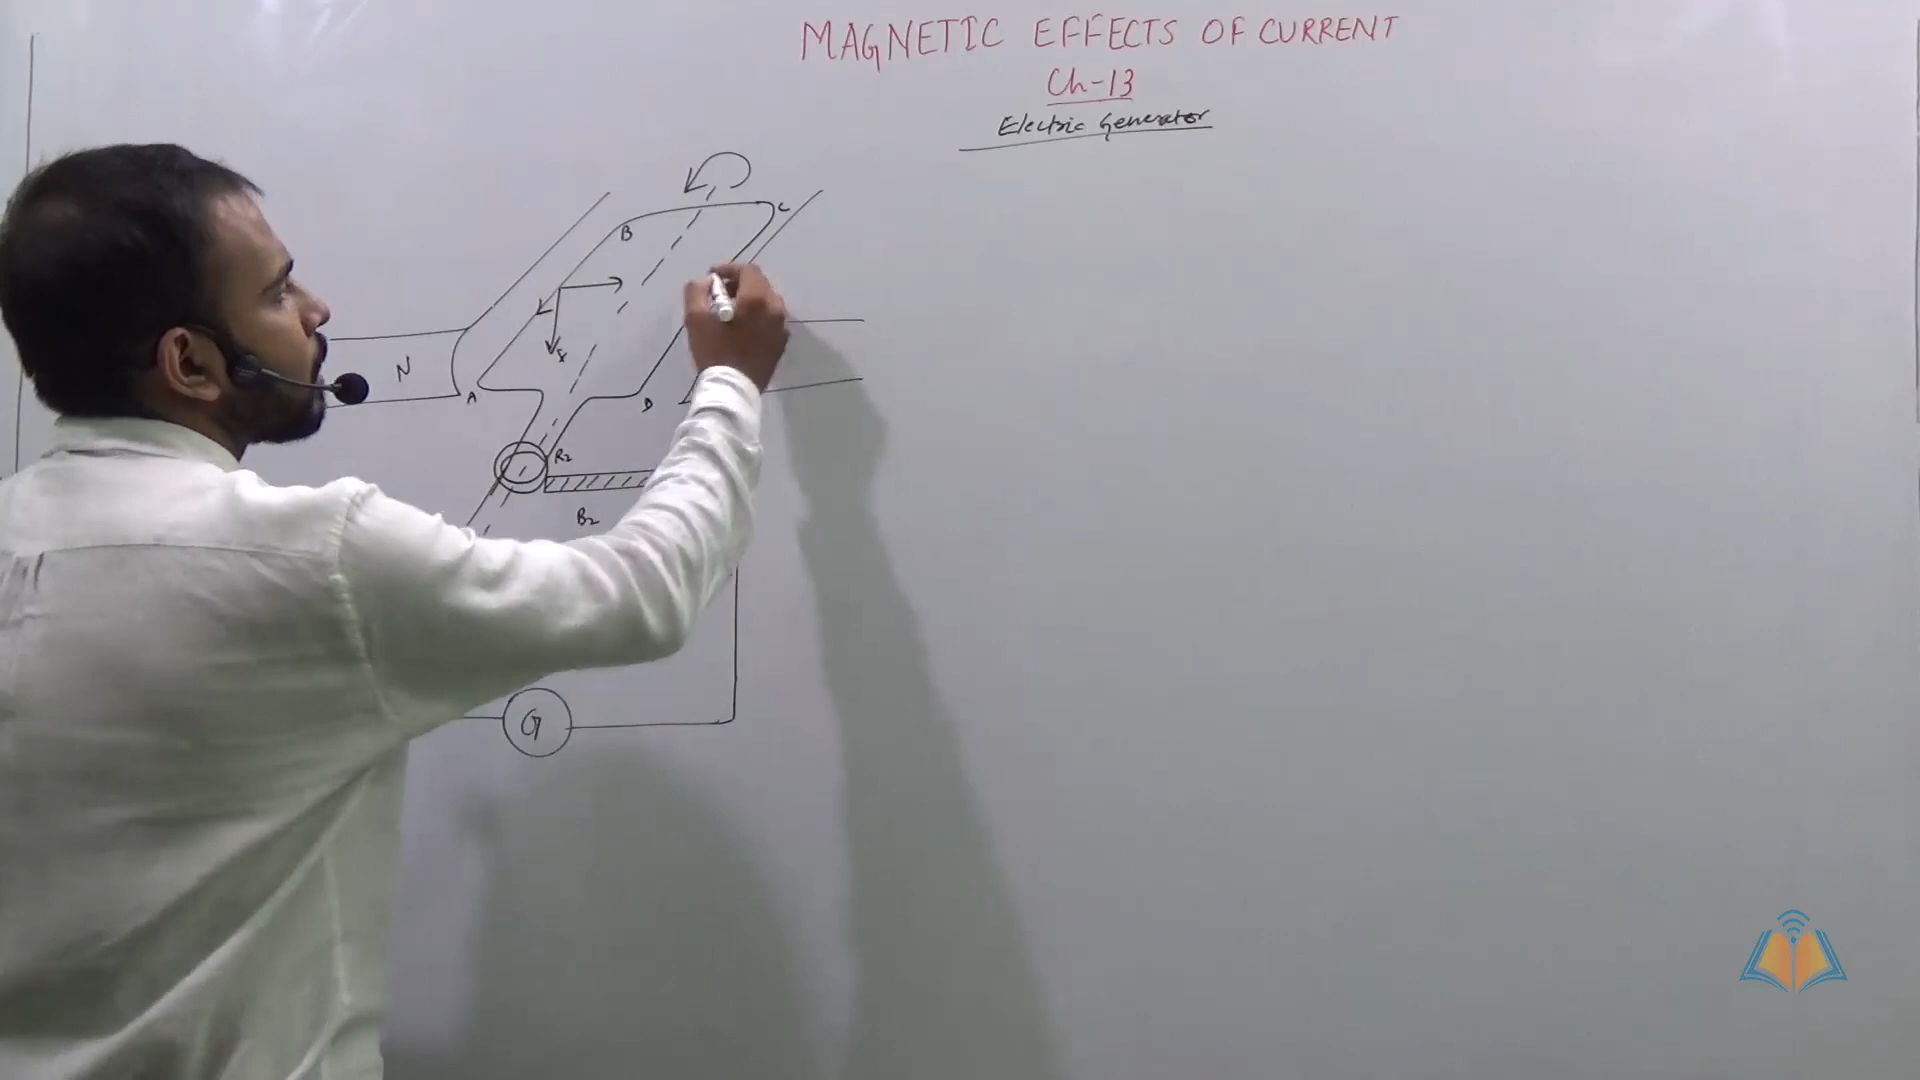 MAGNETIC EFFECTS OF CURRENT
Ch-13
Electric Generator
B
C
N
A
D
R2
B2
G